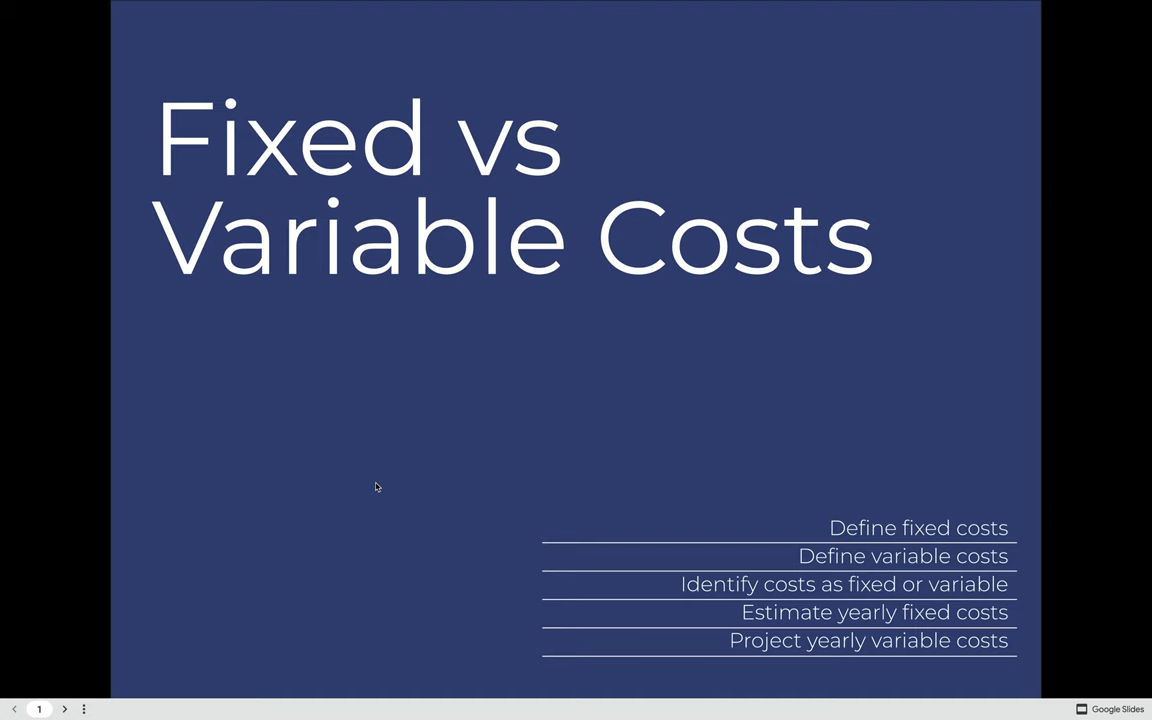 Fixed vs
Variable Costs
Define fixed costs
Define variable costs
Identify costs as fixed or variable
Estimate yearly fixed costs
Project yearly variable costs
1
Google Slides